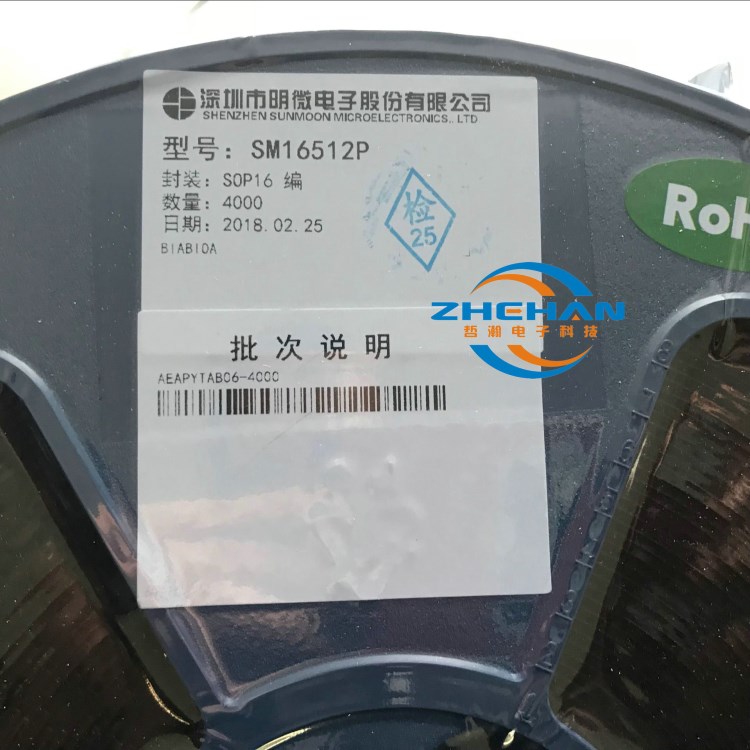 深圳市明微电子股份有限公司
SHENZHEN SUNMOON MICROELECTRONICS., LTD
型号: SM16512P
封装: SOP16 编
数量: 4000
日期: 2018.02.25
B1AB10A
检
25
RoH
ZHEHAN
哲瀚电子科技
批次说明
AEAPYTAB06-4000